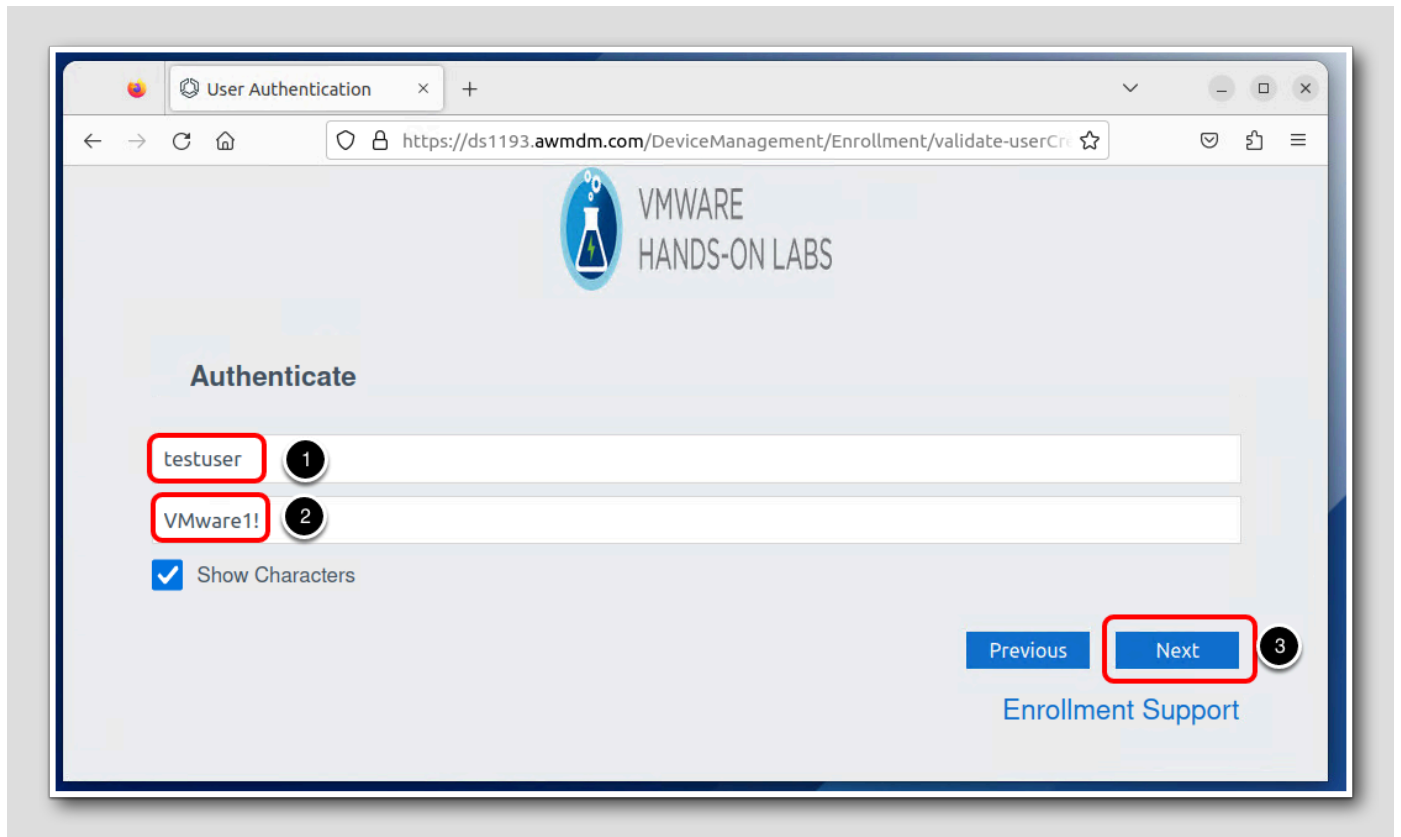 User Authentication
https://ds1193.awmdm.com/DeviceManagement/Enrollment/validate-userCre
VMWARE
HANDS-ON LABS
Authenticate
testuser 1
VMware1! 2
Show Characters
Previous Next 3
Enrollment Support